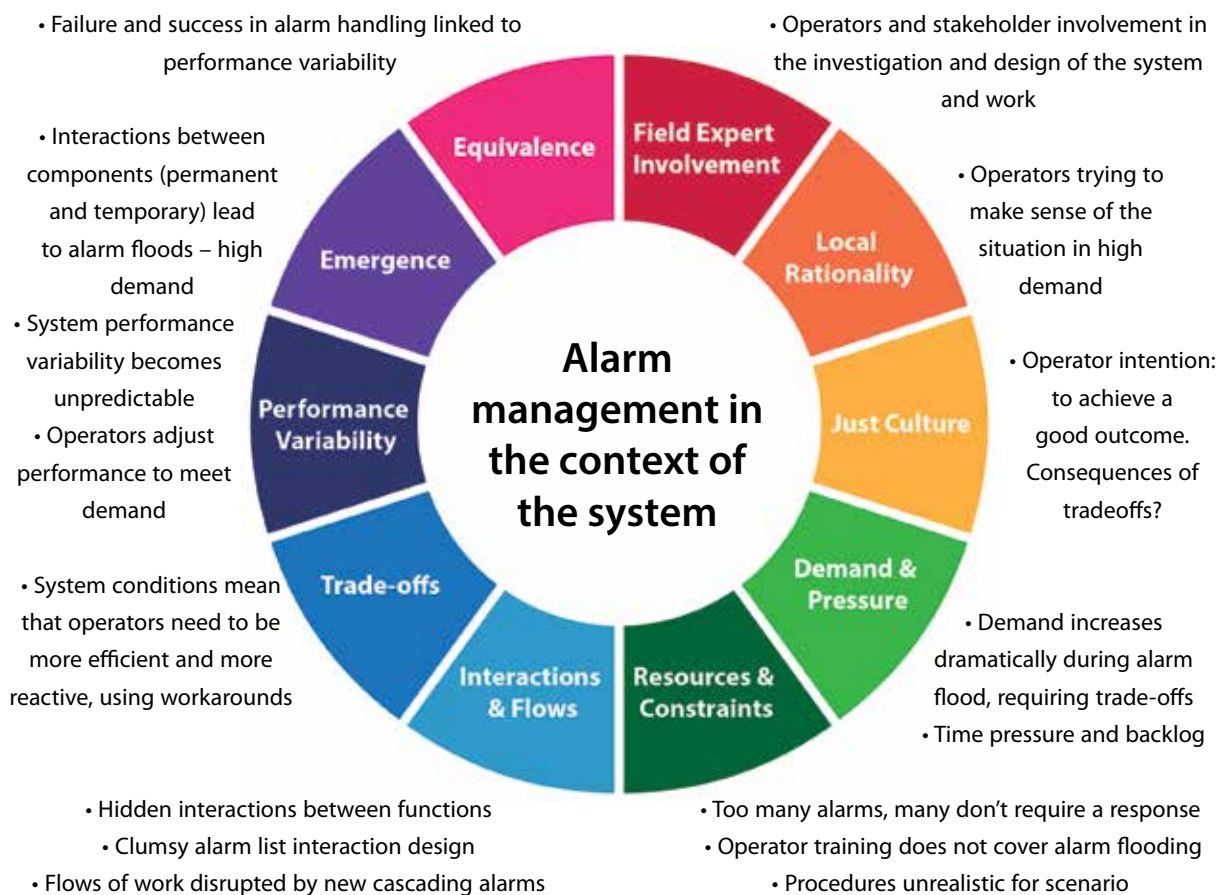 • Failure and success in alarm handling linked to
performance variability
• Operators and stakeholder involvement in
the investigation and design of the system
and work
Equivalence
Field Expert
Involvement
• Interactions between
components (permanent
and temporary) lead
to alarm floods – high
demand
Emergence
Local
Rationality
• Operators trying to
make sense of the
situation in high
demand
• System performance
variability becomes
unpredictable
• Operators adjust
performance to meet
demand
Performance
Variability
Alarm
management in
the context of
the system
Just Culture
• Operator intention:
to achieve a
good outcome.
Consequences of
tradeoffs?
• System conditions mean
that operators need to be
more efficient and more
reactive, using workarounds
Trade-offs
Interactions
& Flows
Resources &
Constraints
Demand &
Pressure
• Demand increases
dramatically during alarm
flood, requiring trade-offs
• Time pressure and backlog
• Hidden interactions between functions
• Clumsy alarm list interaction design
• Flows of work disrupted by new cascading alarms
• Too many alarms, many don’t require a response
• Operator training does not cover alarm flooding
• Procedures unrealistic for scenario